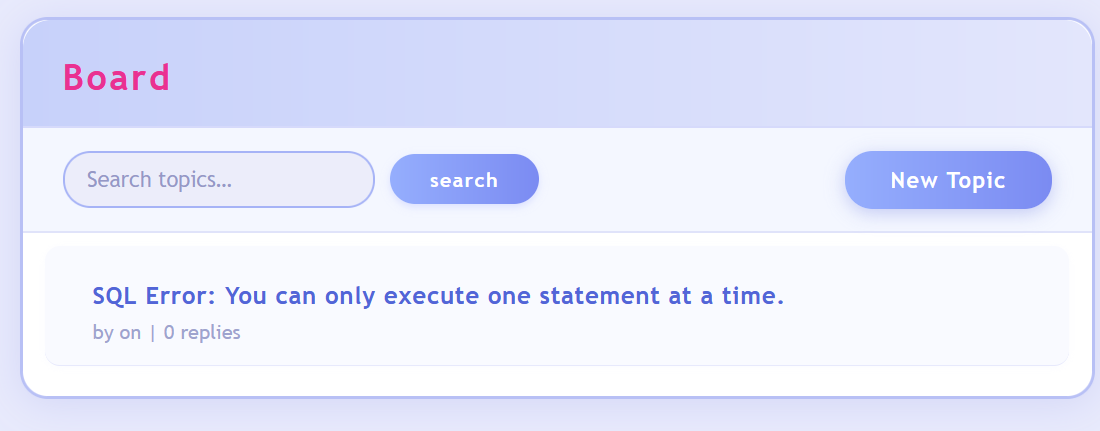 Board
Search topics...
search
New Topic
SQL Error: You can only execute one statement at a time.
by on | 0 replies